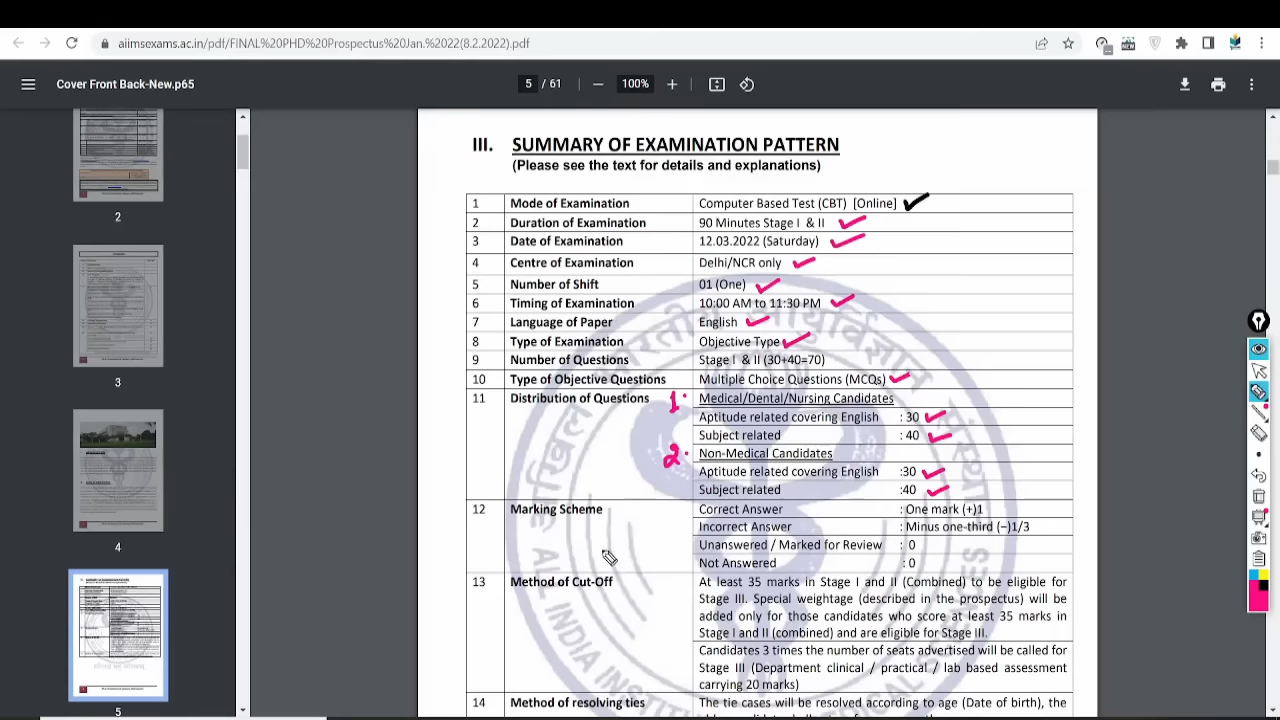 aiimsexams.ac.in/pdf/FINAL%20PHD%20Prospectus%20Jan.%2022(8.2.2022).pdf
Cover Front Back-New.p65
5 / 61
100%
NEW
2
3
4
5
III. SUMMARY OF EXAMINATION PATTERN
(Please see the text for details and explanations)
1 Mode of Examination Computer Based Test (CBT) [Online]
2 Duration of Examination 90 Minutes Stage I & II
3 Date of Examination 12.03.2022 (Saturday)
4 Centre of Examination Delhi/NCR only
5 Number of Shift 01 (One)
6 Timing of Examination 10:00 AM to 11:30 PM
7 Language of Paper English
8 Type of Examination Objective Type
9 Number of Questions Stage I & II (30+40=70)
10 Type of Objective Questions Multiple Choice Questions (MCQs)
11 Distribution of Questions 1. Medical/Dental/Nursing Candidates
Aptitude related covering English : 30
Subject related : 40
2. Non-Medical Candidates
Aptitude related covering English :30
Subject related :40
12 Marking Scheme Correct Answer : One mark (+)1
Incorrect Answer : Minus one-third (−)1/3
Unanswered / Marked for Review : 0
Not Answered : 0
13 Method of Cut-Off At least 35 marks in Stage I and II (Combined) to be eligible for
Stage III. Special weightage (described in the prospectus) will be
added only for those candidates who score at least 35 marks in
Stage I and II (combined) and are eligible for Stage III.
Candidates 3 times the number of seats advertised will be called for
Stage III (Department clinical / practical / lab based assessment
carrying 20 marks)
14 Method of resolving ties The tie cases will be resolved according to age (Date of birth), the